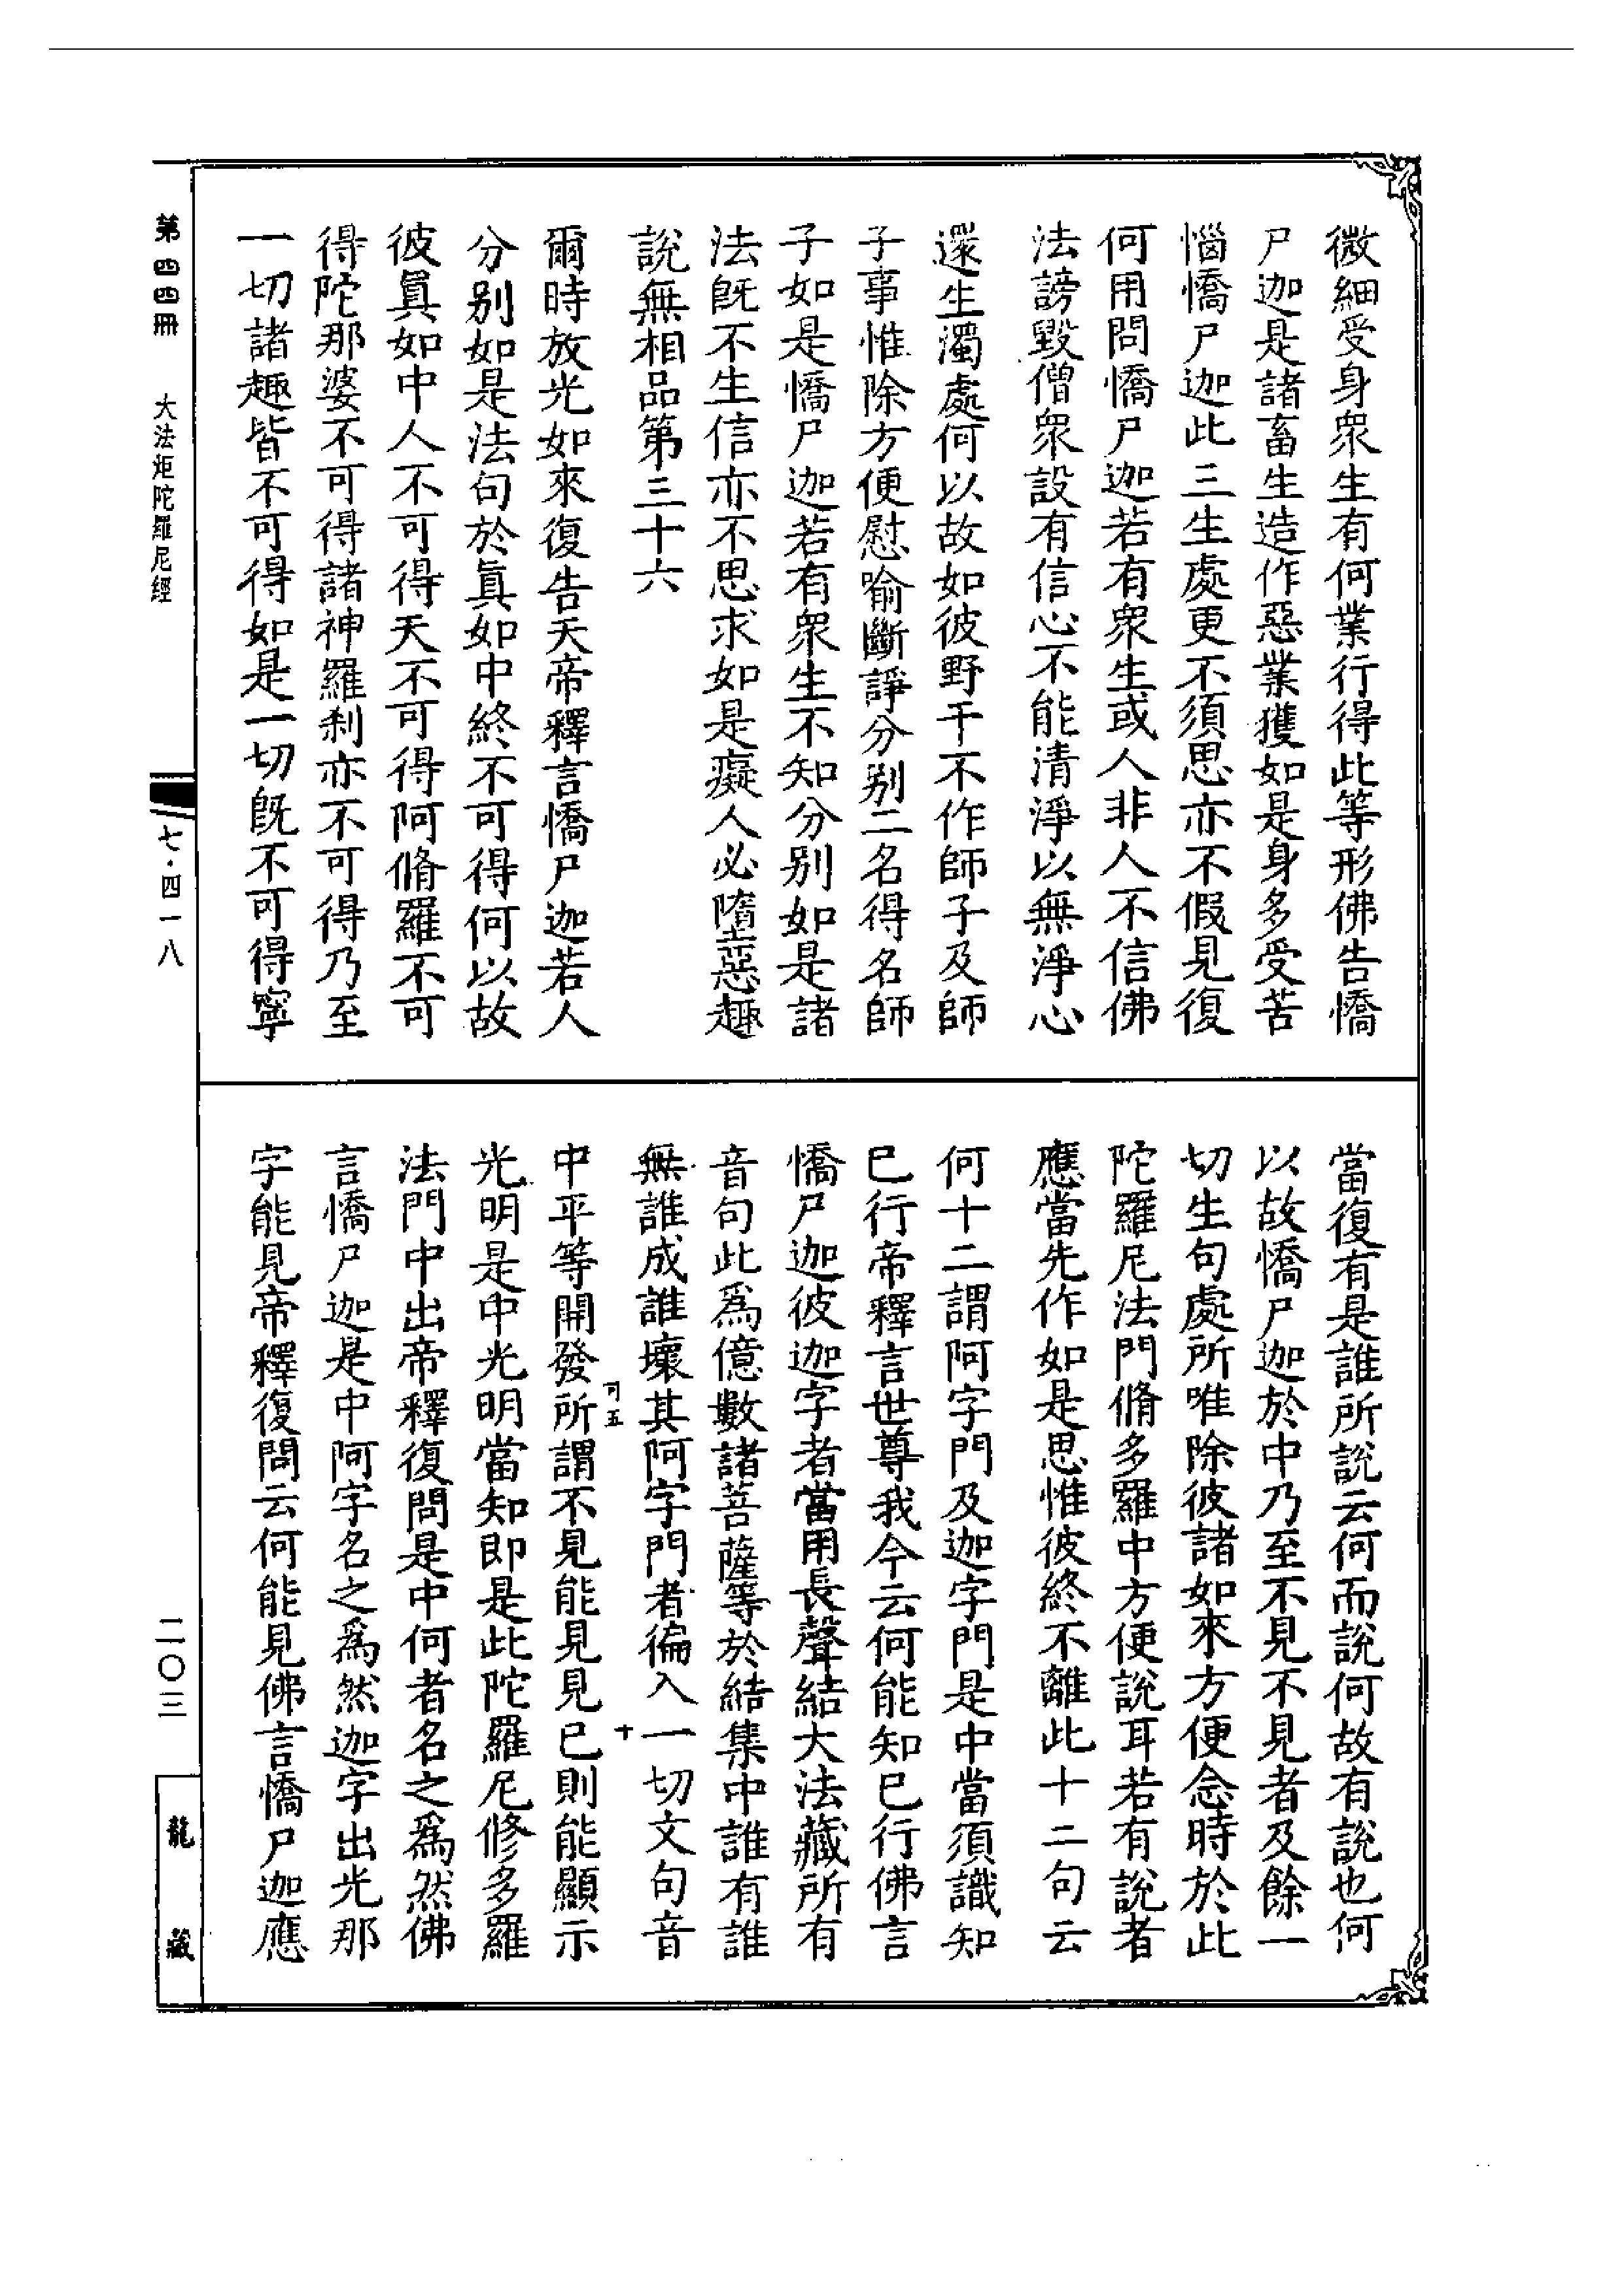 微細受身衆生有何業行得此等形佛告憍
尸迦是諸畜生造作惡業獲如是身多受苦
惱憍尸迦此三生處更不須思亦不假見復
何用問憍尸迦若有衆生或人非人不信佛
法謗毀僧衆設有信心不能清淨以無淨心
還生濁處何以故如彼野干不作師子及師
子事惟除方便慰喻斷諍分别二名得名師
子如是憍尸迦若有衆生不知分别如是諸
法旣不生信亦不思求如是癡人必墮惡趣
說無相品第三十六
爾時放光如來復告天帝釋言憍尸迦若人
分别如是法句於眞如中終不可得何以故
彼眞如中人不可得天不可得阿脩羅不可
得陀那婆不可得諸神羅剎亦不可得乃至
一切諸趣皆不可得如是一切旣不可得寧
當復有是誰所說云何而說何故有說也何
以故憍尸迦於中乃至不見不見者及餘一
切生句處所唯除彼諸如來方便念時於此
陀羅尼法門脩多羅中方便說耳若有說者
應當先作如是思惟彼終不離此十二句云
何十二謂阿字門及迦字門是中當須識知
巳行帝釋言世尊我今云何能知巳行佛言
憍尸迦彼迦字者當用長聲結大法藏所有
音句此爲億數諸菩薩等於結集中誰有誰
無誰成誰壞其阿字門者徧入一切文句音
可五
十
中平等開發所謂不見能見見巳則能顯示
光明是中光明當知即是此陀羅尼修多羅
法門中出帝釋復問是中何者名之爲然佛
言憍尸迦是中阿字名之爲然迦字出光那
字能見帝釋復問云何能見佛言憍尸迦應
第四四冊
大法炬陀羅尼經
七·四一八
二〇三
龍藏